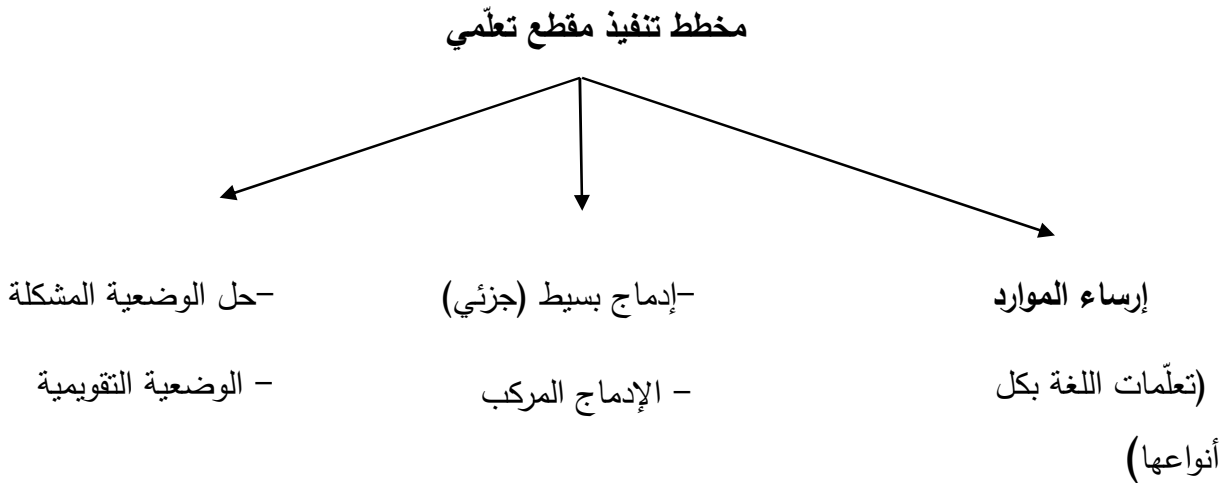 مخطط تنفيذ مقطع تعلّمي
إرساء الموارد
(تعلّمات اللغة بكل
أنواعها)
-إدماج بسيط (جزئي)
- الإدماج المركب
-حل الوضعية المشكلة
- الوضعية التقويمية